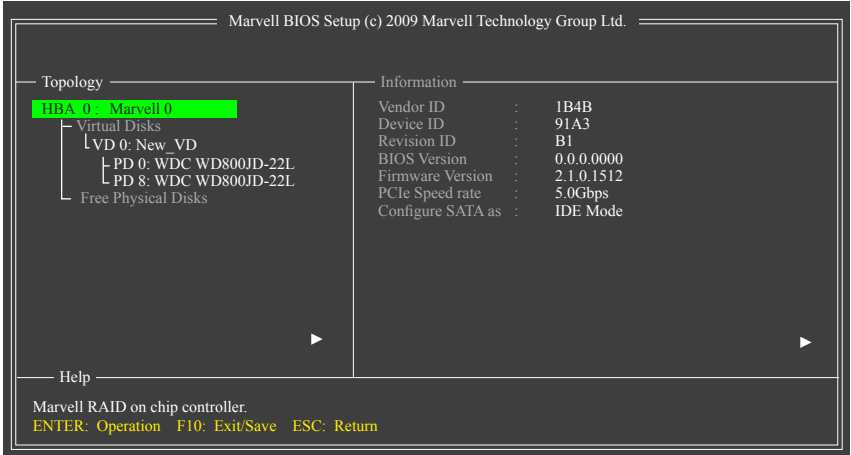 Marvell BIOS Setup (c) 2009 Marvell Technology Group Ltd.
Topology
HBA 0 : Marvell 0
Virtual Disks
VD 0: New_VD
PD 0: WDC WD800JD-22L
PD 8: WDC WD800JD-22L
Free Physical Disks
Information
Vendor ID : 1B4B
Device ID : 91A3
Revision ID : B1
BIOS Version : 0.0.0.0000
Firmware Version : 2.1.0.1512
PCIe Speed rate : 5.0Gbps
Configure SATA as : IDE Mode
Help
Marvell RAID on chip controller.
ENTER: Operation F10: Exit/Save ESC: Return